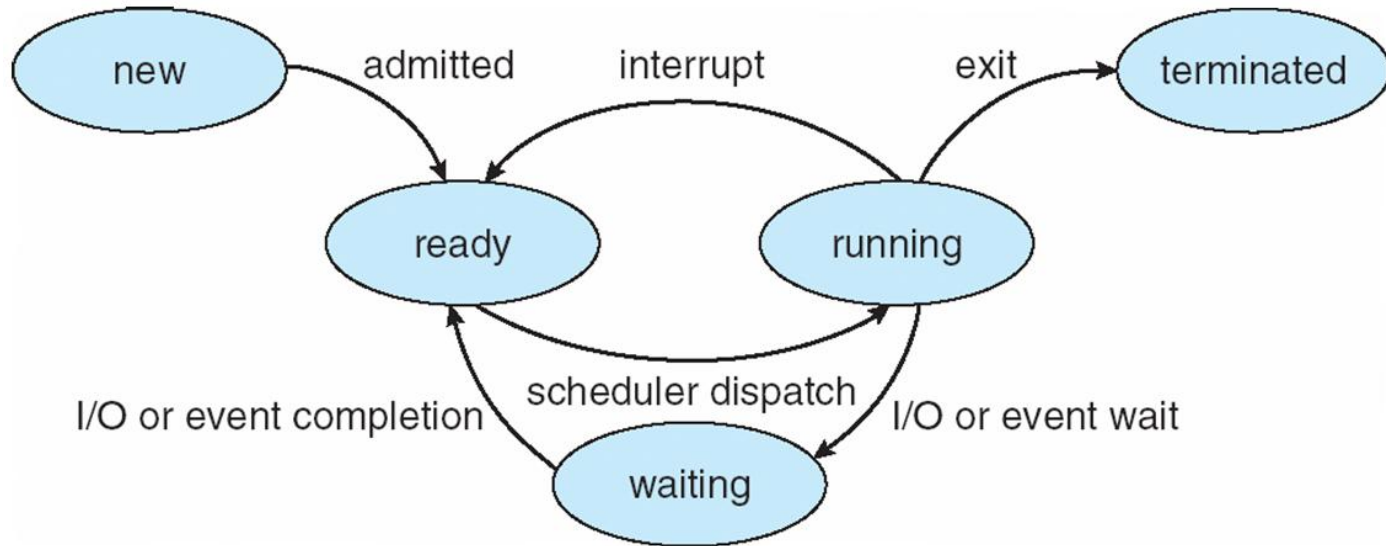 new
admitted
interrupt
exit
terminated
ready
running
scheduler dispatch
I/O or event completion
I/O or event wait
waiting